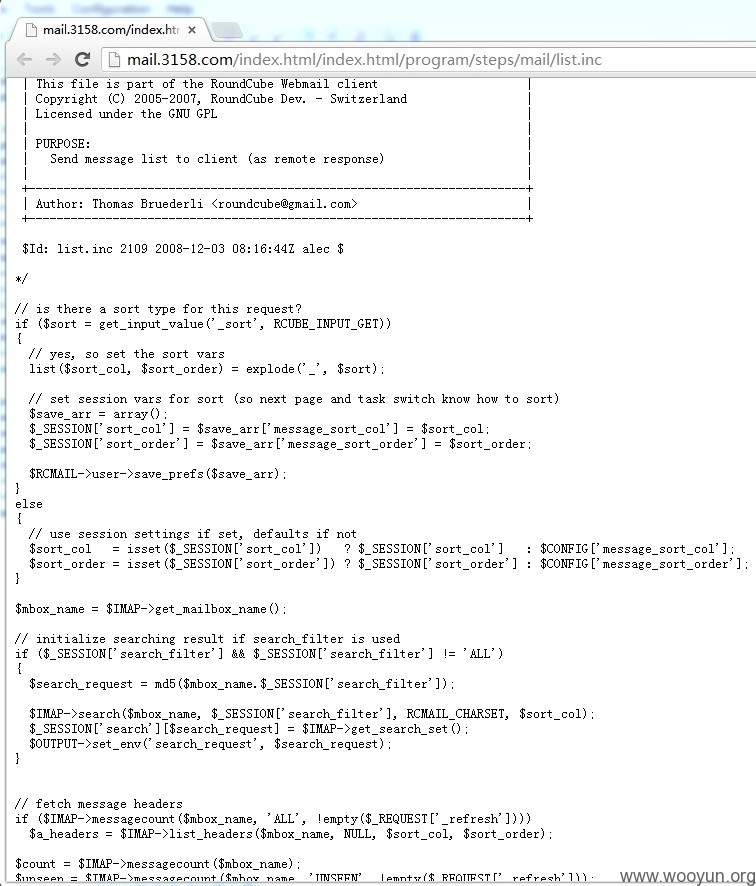 mail.3158.com/index.htm
mail.3158.com/index.html/index.html/program/steps/mail/list.inc
| This file is part of the RoundCube Webmail client |
| Copyright (C) 2005-2007, RoundCube Dev. - Switzerland |
| Licensed under the GNU GPL |
| |
| PURPOSE: |
| Send message list to client (as remote response) |
| |
+-----------------------------------------------------------------------+
| Author: Thomas Bruederli <roundcube@gmail.com> |
+-----------------------------------------------------------------------+
$Id: list.inc 2109 2008-12-03 08:16:44Z alec $
*/
// is there a sort type for this request?
if ($sort = get_input_value('_sort', RCUBE_INPUT_GET))
{
// yes, so set the sort vars
list($sort_col, $sort_order) = explode('_', $sort);
// set session vars for sort (so next page and task switch know how to sort)
$save_arr = array();
$_SESSION['sort_col'] = $save_arr['message_sort_col'] = $sort_col;
$_SESSION['sort_order'] = $save_arr['message_sort_order'] = $sort_order;
$RCMAIL->user->save_prefs($save_arr);
}
else
{
// use session settings if set, defaults if not
$sort_col   = isset($_SESSION['sort_col'])   ? $_SESSION['sort_col']   : $CONFIG['message_sort_col'];
$sort_order = isset($_SESSION['sort_order']) ? $_SESSION['sort_order'] : $CONFIG['message_sort_order'];
}
$mbox_name = $IMAP->get_mailbox_name();
// initialize searching result if search_filter is used
if ($_SESSION['search_filter'] && $_SESSION['search_filter'] != 'ALL')
{
$search_request = md5($mbox_name.$_SESSION['search_filter']);
$IMAP->search($mbox_name, $_SESSION['search_filter'], RCMAIL_CHARSET, $sort_col);
$_SESSION['search'][$search_request] = $IMAP->get_search_set();
$OUTPUT->set_env('search_request', $search_request);
}
// fetch message headers
if ($IMAP->messagecount($mbox_name, 'ALL', !empty($_REQUEST['_refresh'])))
$a_headers = $IMAP->list_headers($mbox_name, NULL, $sort_col, $sort_order);
$count = $IMAP->messagecount($mbox_name);
$unseen = $IMAP->messagecount($mbox_name, 'UNSEEN', !empty($_REQUEST['_refresh']));
www.wooyun.org